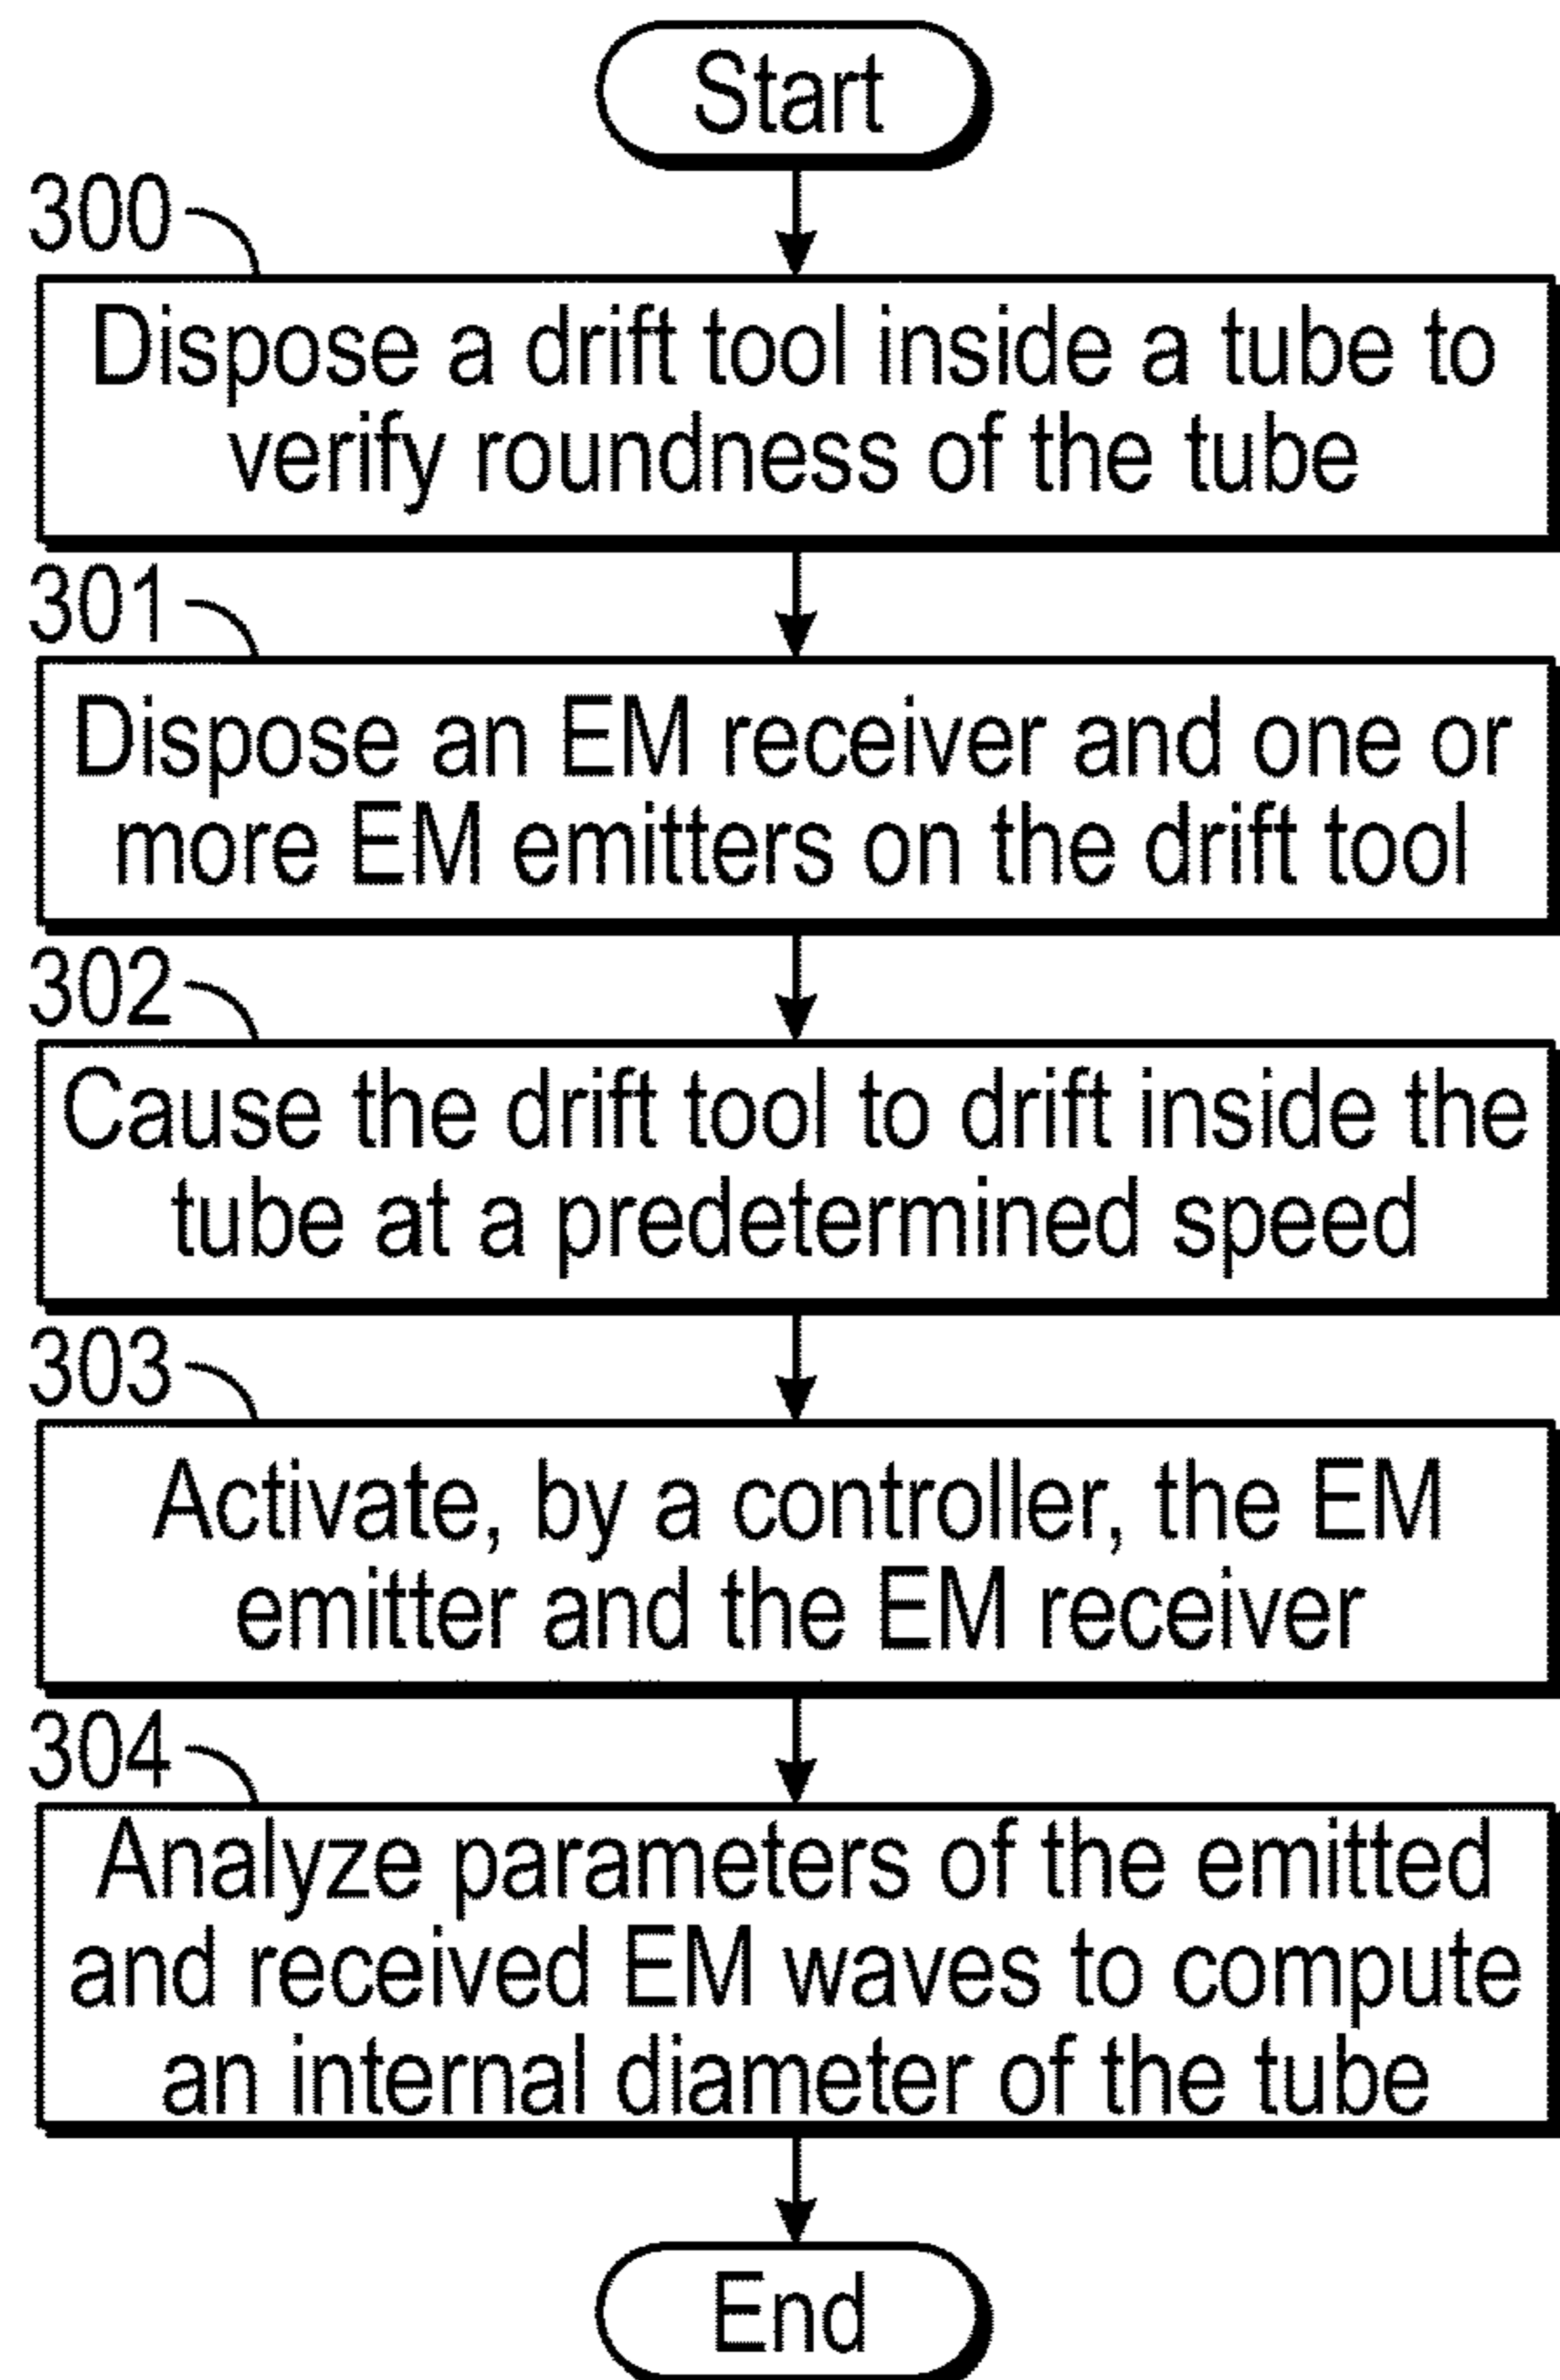 Start
300
Dispose a drift tool inside a tube to
verify roundness of the tube
301
Dispose an EM receiver and one or
more EM emitters on the drift tool
302
Cause the drift tool to drift inside the
tube at a predetermined speed
303
Activate, by a controller, the EM
emitter and the EM receiver
304
Analyze parameters of the emitted
and received EM waves to compute
an internal diameter of the tube
End